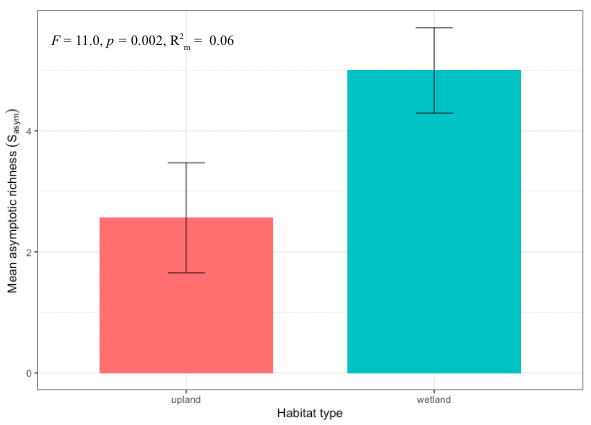 F = 11.0, p = 0.002, R²ₘ = 0.06
Mean asymptotic richness (Sasym)
4
2
0
upland wetland
Habitat type